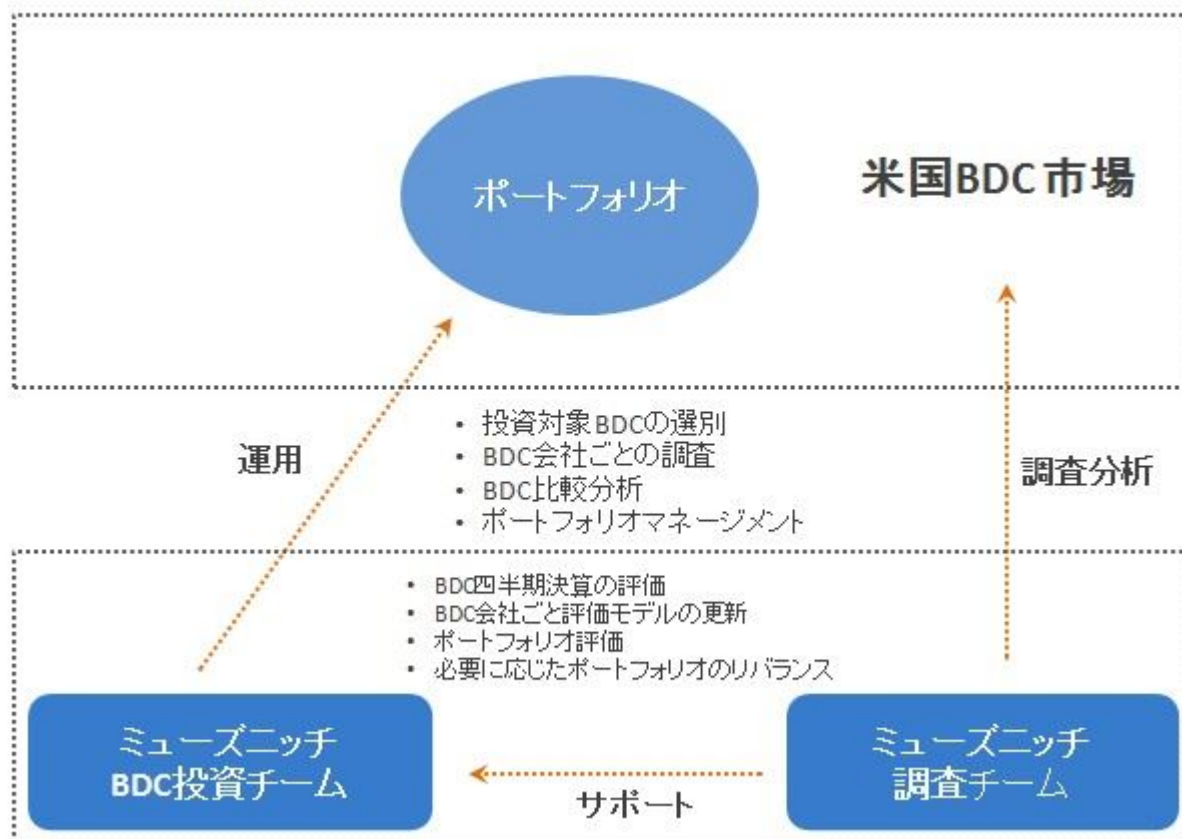 ポートフォリオ
米国BDC市場
運用
• 投資対象BDCの選別
• BDC会社ごとの調査
• BDC比較分析
• ポートフォリオマネージメント
調査分析
• BDC四半期決算の評価
• BDC会社ごと評価モデルの更新
• ポートフォリオ評価
• 必要に応じたポートフォリオのリバランス
ミューズニッチ
BDC投資チーム
サポート
ミューズニッチ
調査チーム